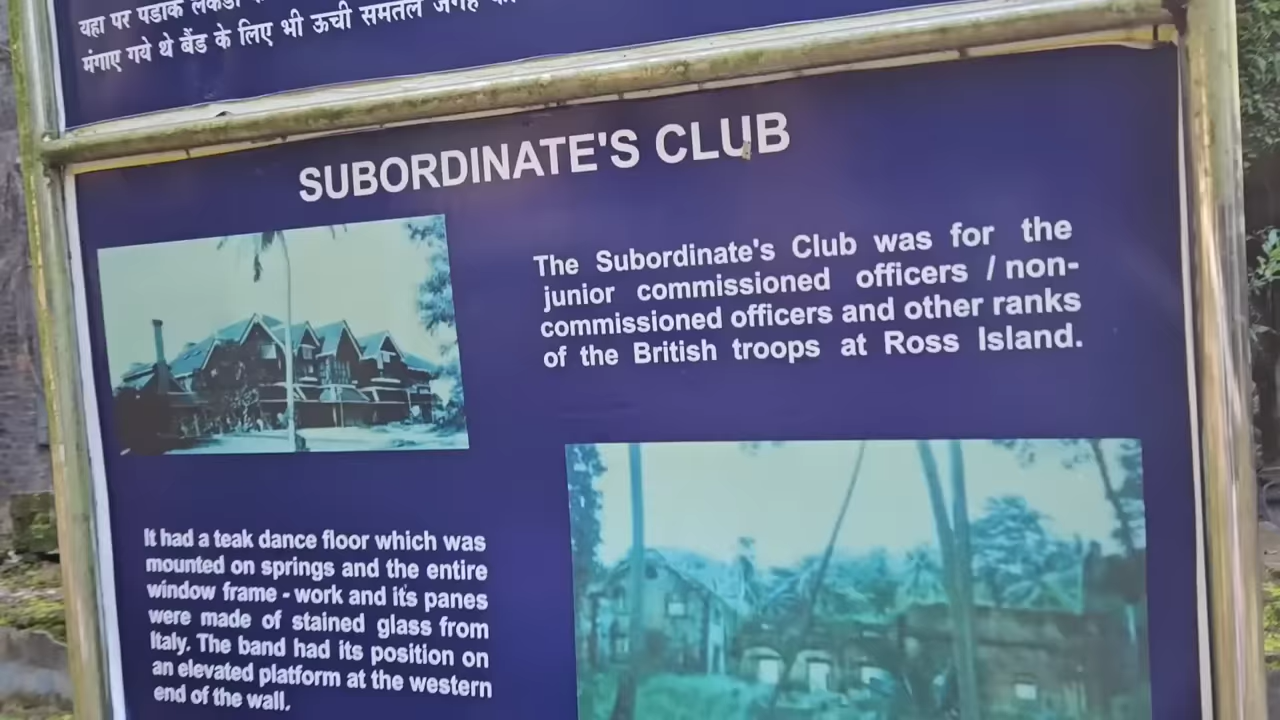 यहा पर पडाक लकडी
मंगाए गये थे बैंड के लिए भी ऊची समतल जगह
SUBORDINATE'S CLUB
The Subordinate's Club was for the
junior commissioned officers / non-
commissioned officers and other ranks
of the British troops at Ross Island.
It had a teak dance floor which was
mounted on springs and the entire
window frame - work and it's panes
were made of stained glass from
Italy. The band had its position on
an elevated platform at the western
end of the wall.